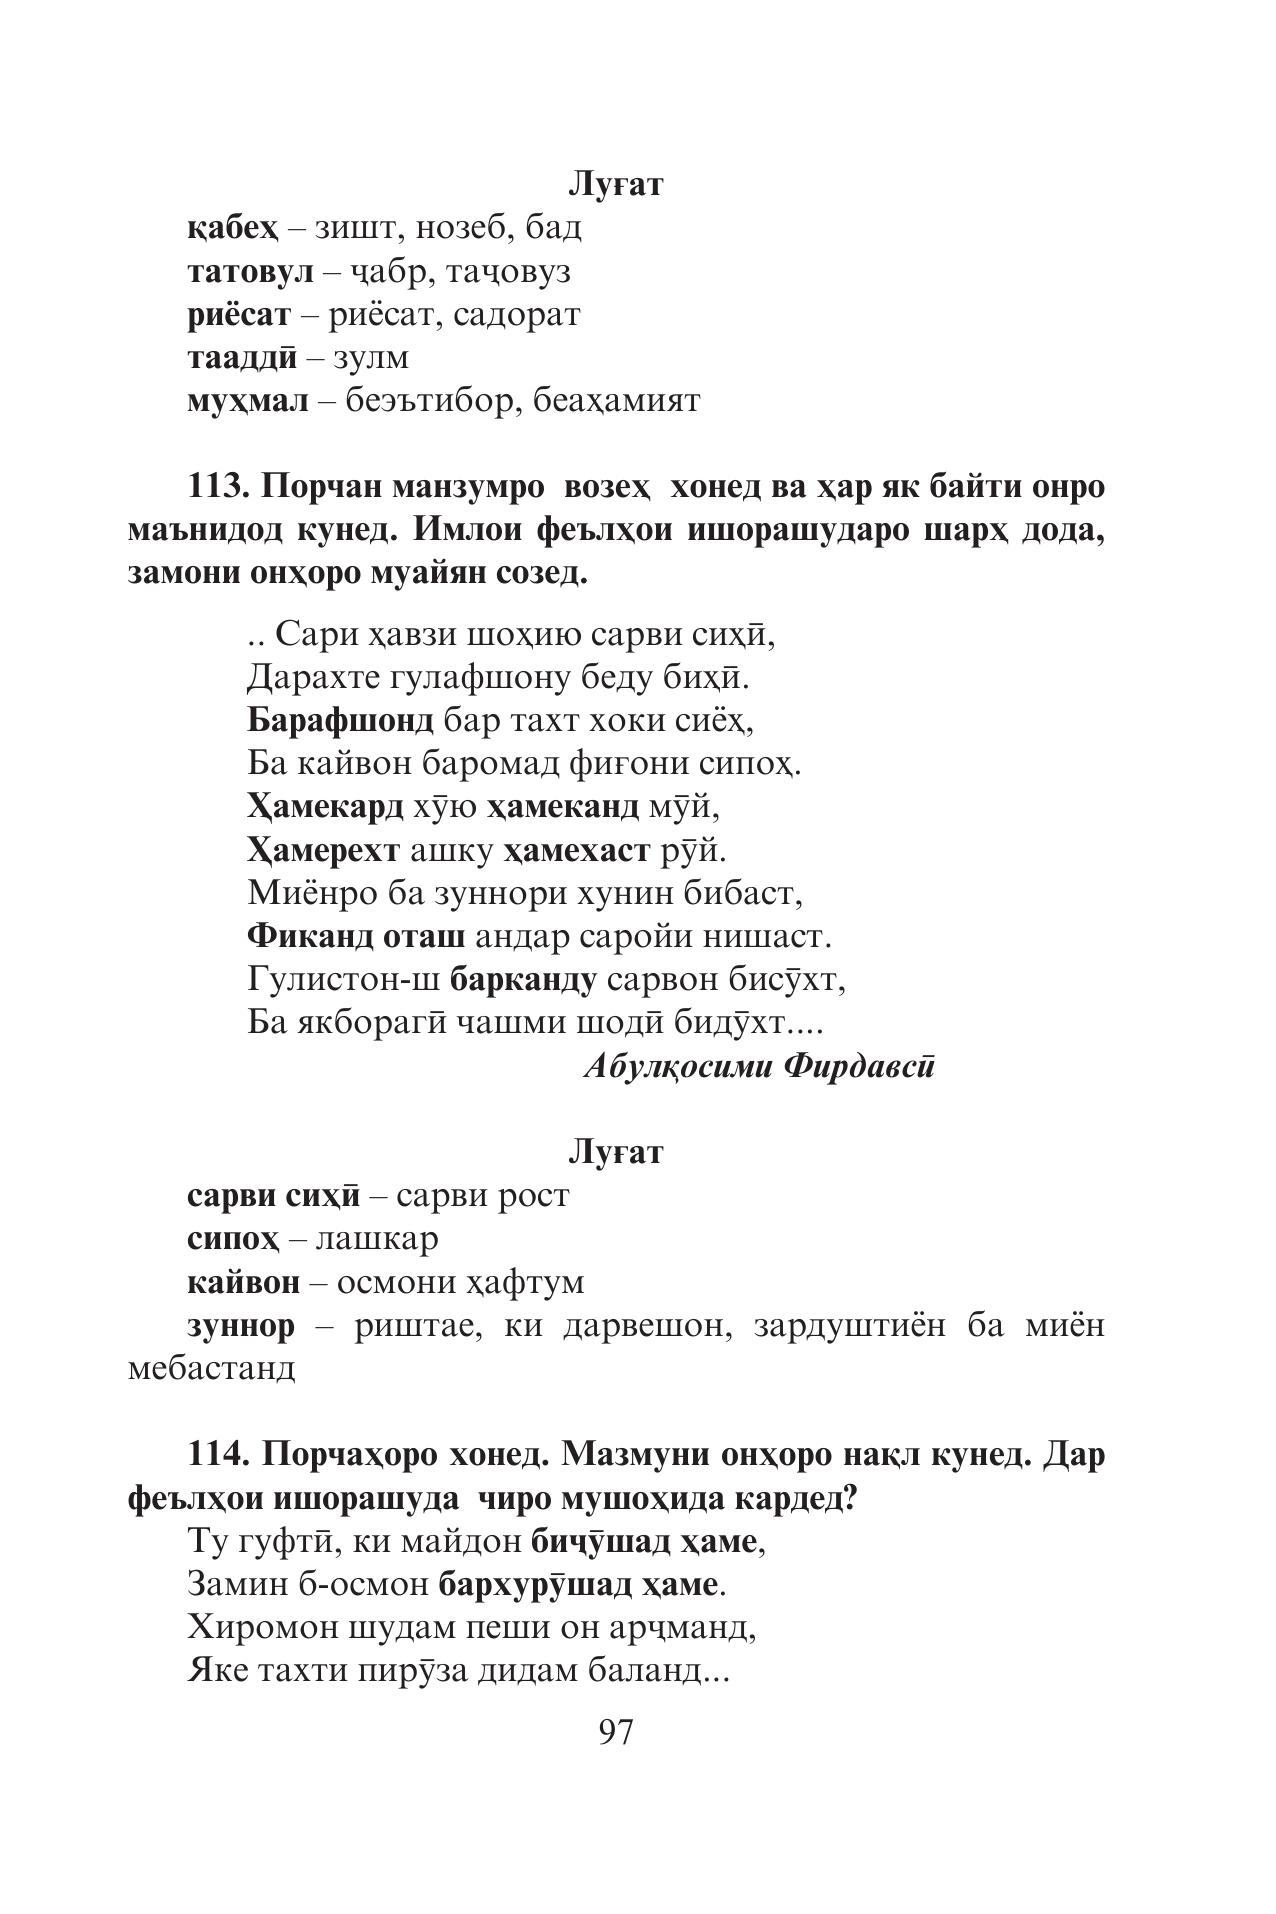 Луғат
қабеҳ – зишт, нозеб, бад
татовул – ҷабр, таҷовуз
риёсат – риёсат, садорат
тааддӣ – зулм
муҳмал – беэътибор, беаҳамият
113. Порчан манзумро возеҳ хонед ва ҳар як байти онро
маънидод кунед. Имлои феълҳои ишорашударо шарҳ дода,
замони онҳоро муайян созед.
.. Сари ҳавзи шоҳию сарви сиҳӣ,
Дарахте гулафшону беду биҳӣ.
Барафшонд бар тахт хоки сиёҳ,
Ба кайвон баромад фиғони сипоҳ.
Ҳамекард хӯю ҳамеканд мӯй,
Ҳамерехт ашку ҳамехаст рӯй.
Миёнро ба зуннори хунин бибаст,
Фиканд оташ андар саройи нишаст.
Гулистон-ш барканду сарвон бисӯхт,
Ба якборагӣ чашми шодӣ бидӯхт....
Абулқосими Фирдавсӣ
Луғат
сарви сиҳӣ – сарви рост
сипоҳ – лашкар
кайвон – осмони ҳафтум
зуннор – риштае, ки дарвешон, зардуштиён ба миён
мебастанд
114. Порчаҳоро хонед. Мазмуни онҳоро нақл кунед. Дар
феълҳои ишорашуда чиро мушоҳида кардед?
Ту гуфтӣ, ки майдон биҷӯшад ҳаме,
Замин б-осмон бархурӯшад ҳаме.
Хиромон шудам пеши он арҷманд,
Яке тахти пирӯза дидам баланд...
97